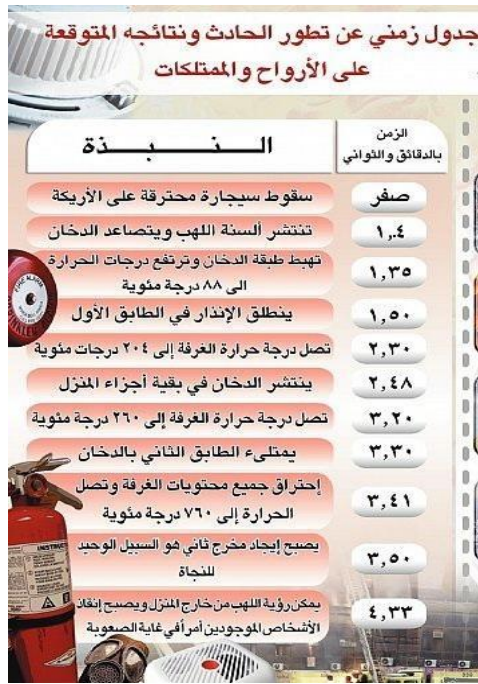 جدول زمني عن تطور الحادث ونتائجه المتوقعة
على الأرواح والممتلكات
الزمن
بالدقائق والثواني
النبذة
صفر
سقوط سيجارة محترقة على الأريكة
١,٠٤
تنتشر ألسنة اللهب ويتصاعد الدخان
١,٣٥
تهبط طبقة الدخان وترتفع درجات الحرارة
الى ٨٨ درجة مئوية
١,٥٠
ينطلق الإنذار في الطابق الأول
٢,٣٠
تصل درجة حرارة الغرفة إلى ٢٠٤ درجات مئوية
٢,٤٨
ينتشر الدخان في بقية أجزاء المنزل
٣,٢٠
تصل درجة حرارة الغرفة إلى ٢٦٠ درجة مئوية
٣,٣٠
يمتلىء الطابق الثاني بالدخان
٣,٤١
إحتراق جميع محتويات الغرفة وتصل
الحرارة إلى ٧٦٠ درجة مئوية
٣,٥٠
يصبح إيجاد مخرج ثاني هو السبيل الوحيد
للنجاة
٤,٣٣
يمكن رؤية اللهب من خارج المنزل ويصبح إنقاذ
الأشخاص الموجودين أمراً في غاية الصعوبة